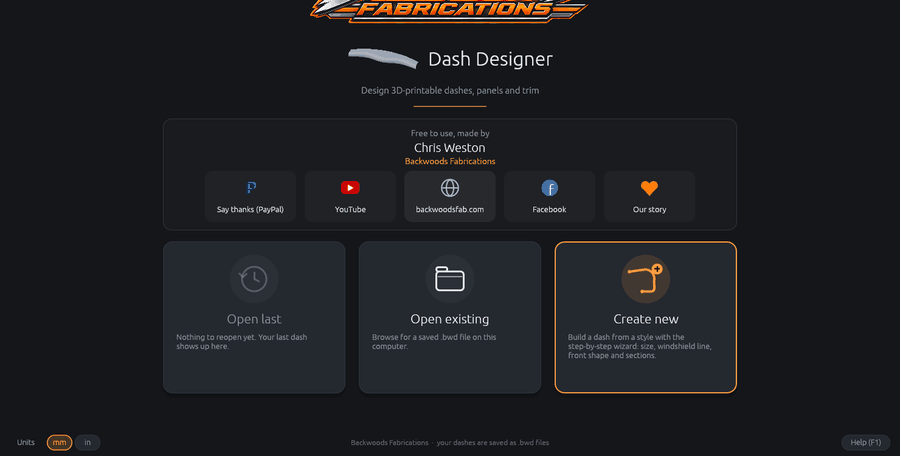 FABRICATIONS
Dash Designer
Design 3D-printable dashes, panels and trim
Free to use, made by
Chris Weston
Backwoods Fabrications
Say thanks (PayPal)
YouTube
backwoodsfab.com
Facebook
Our story
Open last
Nothing to reopen yet. Your last dash
shows up here.
Open existing
Browse for a saved .bwd file on this
computer.
Create new
Build a dash from a style with the
step-by-step wizard: size, windshield line,
front shape and sections.
Units
mm
in
Backwoods Fabrications · your dashes are saved as .bwd files
Help (F1)